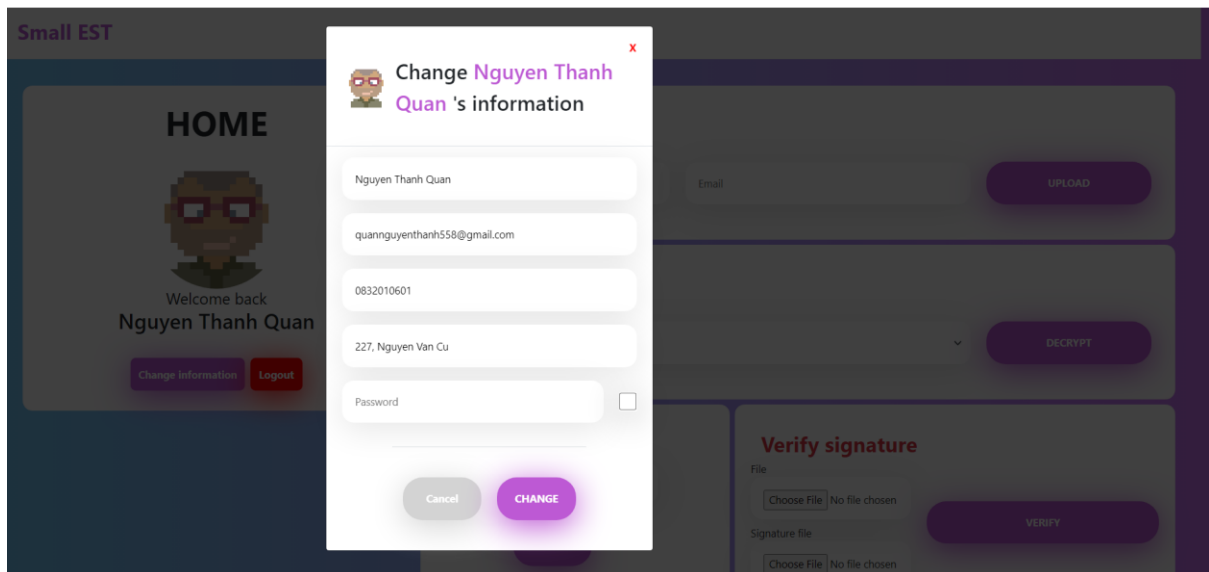 Small EST
HOME
Welcome back
Nguyen Thanh Quan
Change information
Logout
x
Change Nguyen Thanh
Quan 's information
Nguyen Thanh Quan
quannguyenthanh558@gmail.com
0832010601
227, Nguyen Van Cu
Password
Cancel
CHANGE
Email
UPLOAD
DECRYPT
Verify signature
File
Choose File No file chosen
VERIFY
Signature file
Choose File No file chosen